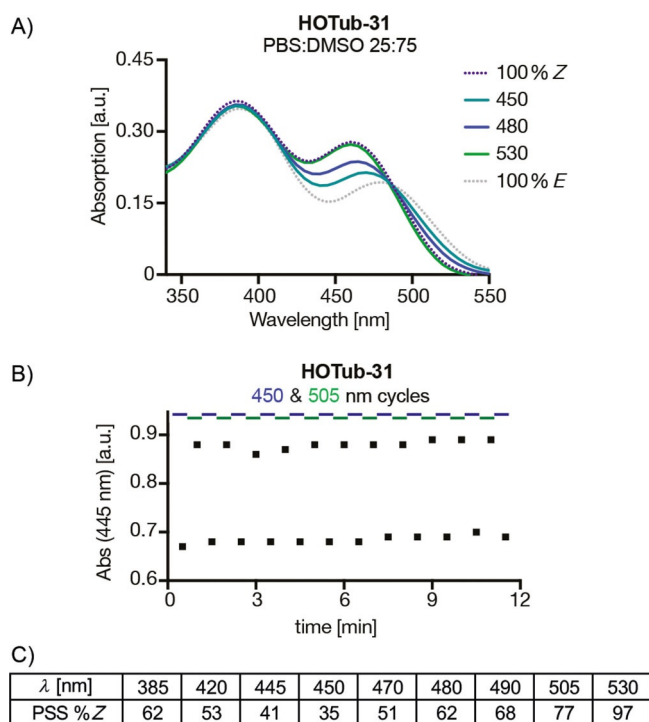 A)
HOTub-31
PBS:DMSO 25:75
Absorption [a.u.]
0.45
0.30
0.15
0
350 400 450 500 550
Wavelength [nm]
100% Z
450
480
530
100% E
B)
HOTub-31
450 & 505 nm cycles
Abs (445 nm) [a.u.]
0.9
0.8
0.7
0.6
0 3 6 9 12
time [min]
C)
λ [nm] 385 420 445 450 470 480 490 505 530
PSS %Z 62 53 41 35 51 62 68 77 97